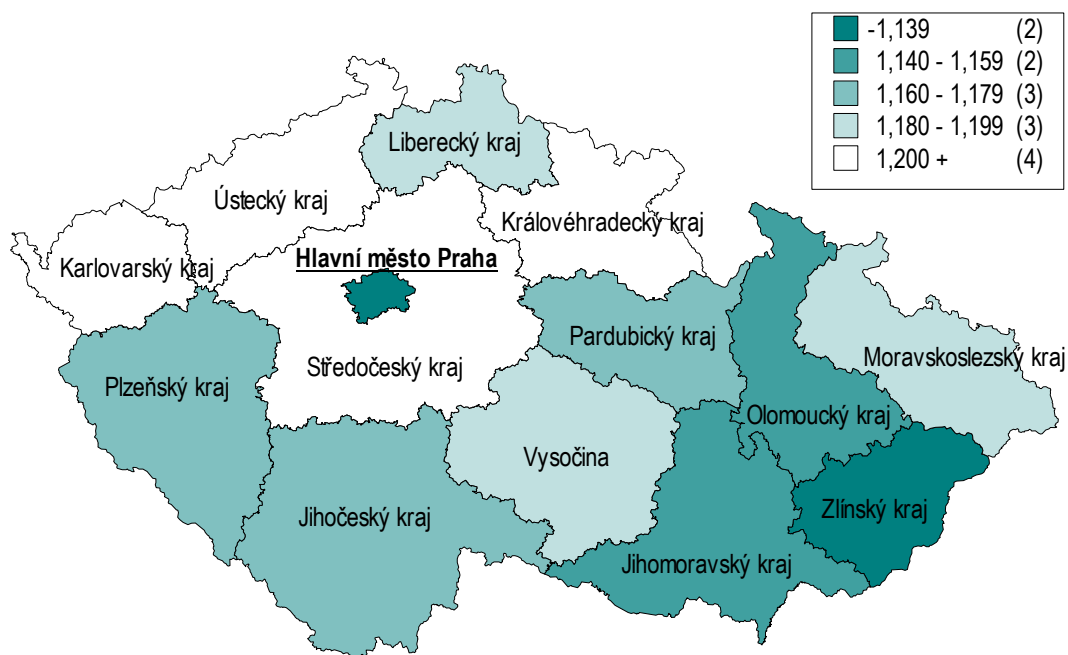 -1,139 (2)
1,140 - 1,159 (2)
1,160 - 1,179 (3)
1,180 - 1,199 (3)
1,200 + (4)
Liberecký kraj
Ústecký kraj
Královéhradecký kraj
Karlovarský kraj
Hlavní město Praha
Pardubický kraj
Moravskoslezský kraj
Středočeský kraj
Plzeňský kraj
Olomoucký kraj
Vysočina
Zlínský kraj
Jihočeský kraj
Jihomoravský kraj